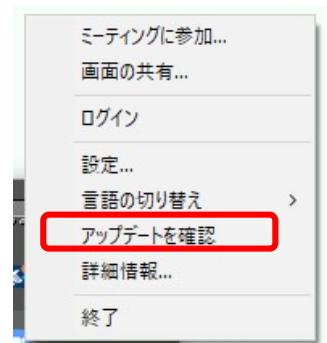 ミーティングに参加...
画面の共有...
ログイン
設定...
言語の切り替え
アップデートを確認
詳細情報...
終了